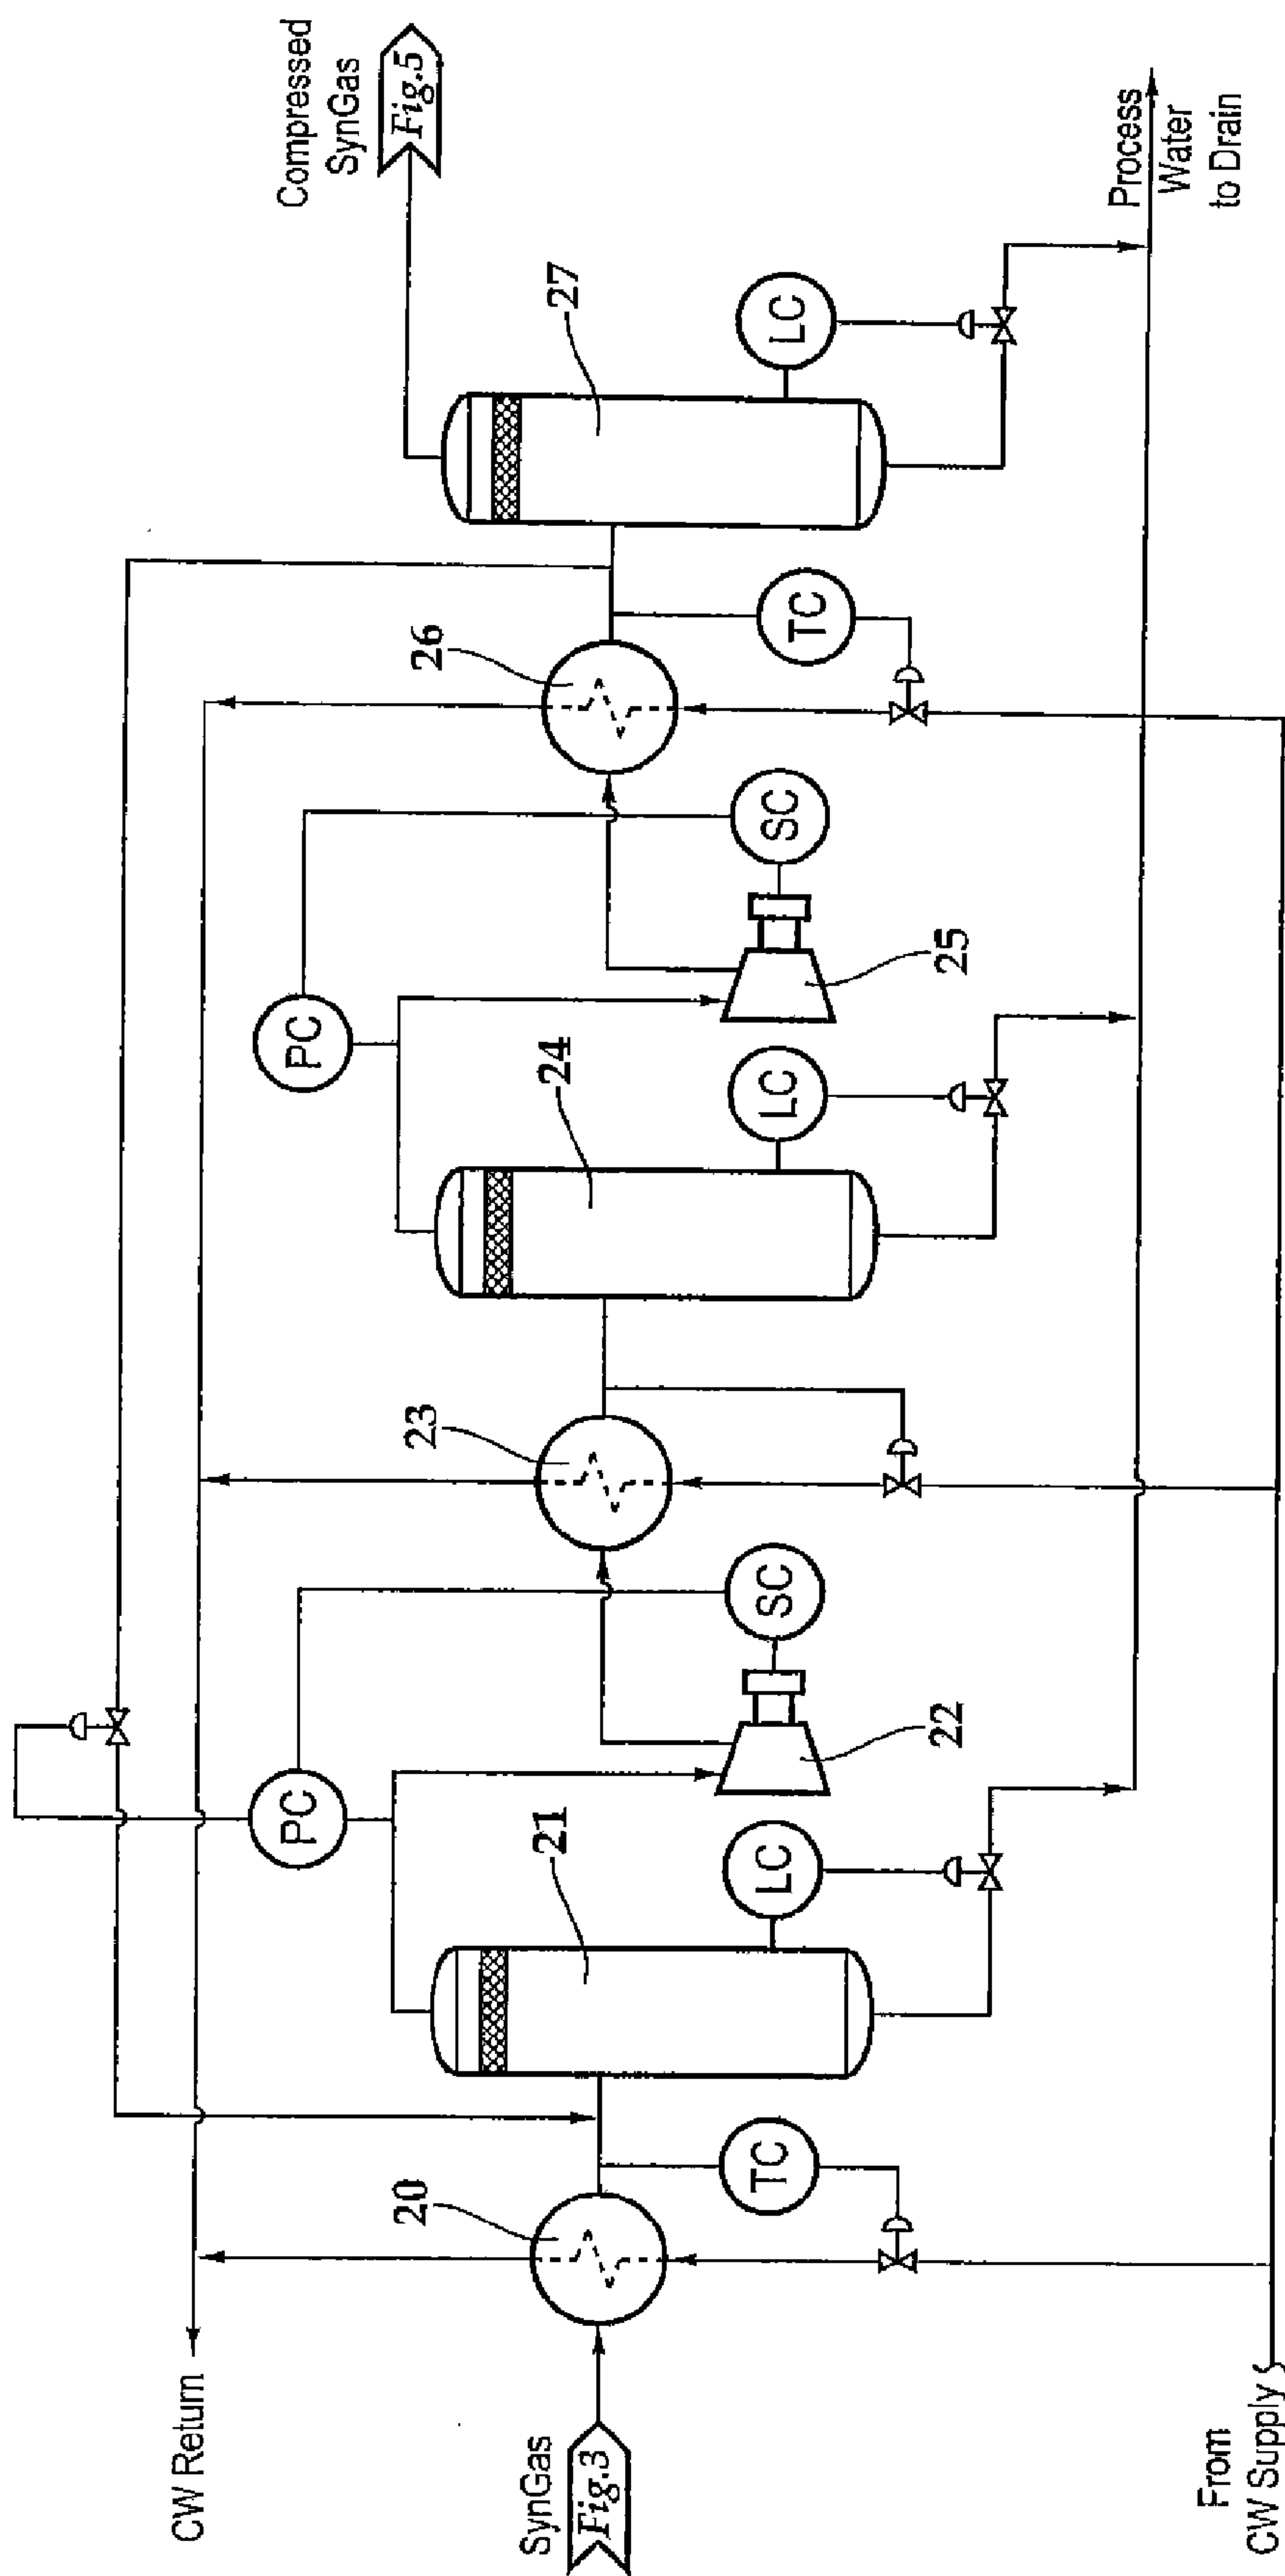 Compressed
SynGas
Fig.5
CW Return
PC
PC
20
21
22
23
24
25
26
27
TC
LC
SC
LC
SC
TC
LC
SynGas
Fig.3
Process
Water
to Drain
From
CW Supply